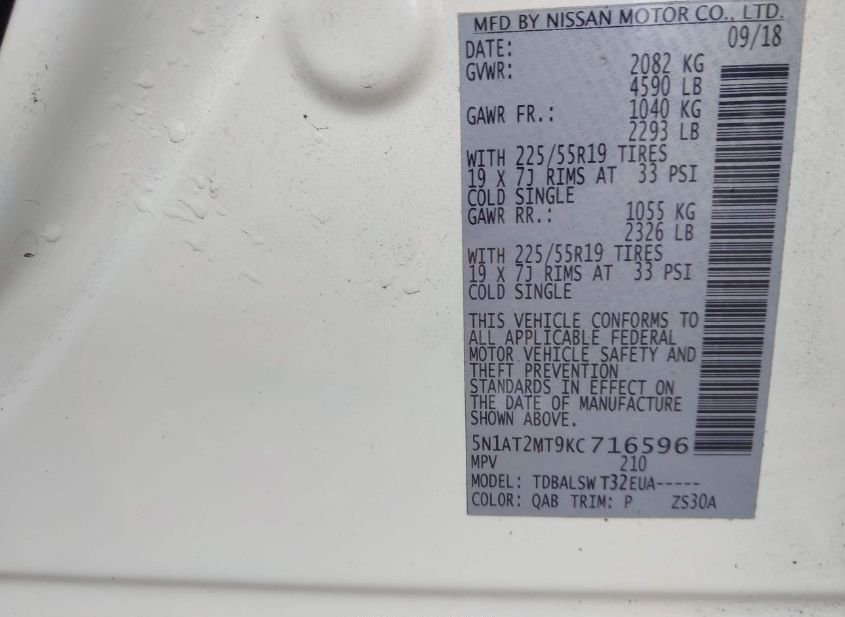 MFD BY NISSAN MOTOR CO., LTD.
DATE: 09/18
GVWR: 2082 KG
4590 LB
GAWR FR.: 1040 KG
2293 LB
WITH 225/55R19 TIRES
19 X 7J RIMS AT 33 PSI
COLD SINGLE
GAWR RR.: 1055 KG
2326 LB
WITH 225/55R19 TIRES
19 X 7J RIMS AT 33 PSI
COLD SINGLE
THIS VEHICLE CONFORMS TO
ALL APPLICABLE FEDERAL
MOTOR VEHICLE SAFETY AND
THEFT PREVENTION
STANDARDS IN EFFECT ON
THE DATE OF MANUFACTURE
SHOWN ABOVE.
5N1AT2MT9KC716596
MPV 210
MODEL: TDBALSW T32EUA-----
COLOR: QAB TRIM: P ZS30A